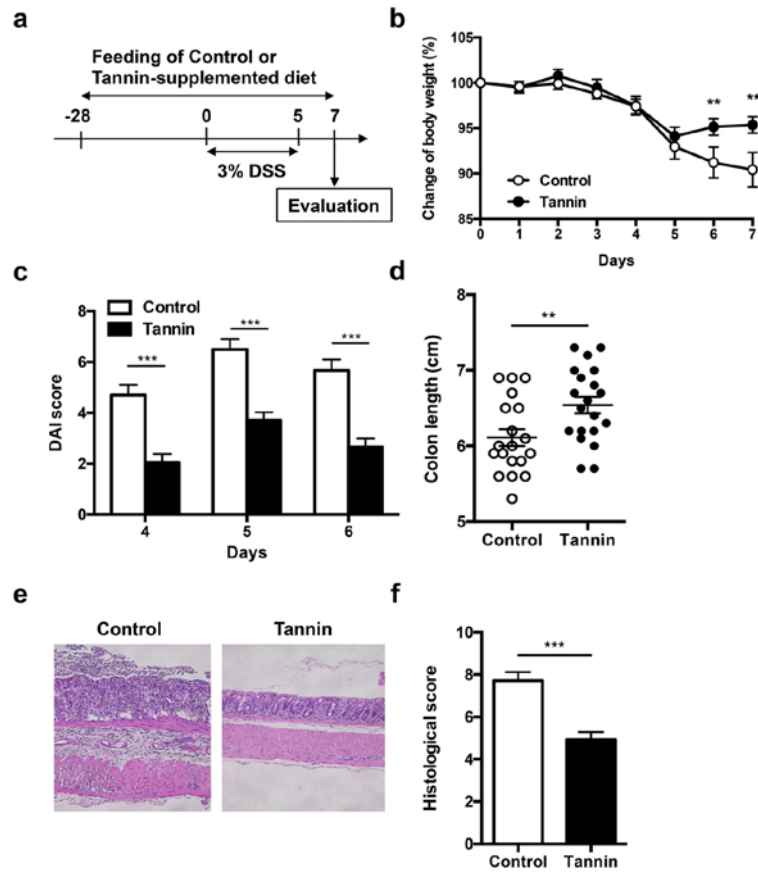 a
Feeding of Control or
Tannin-supplemented diet
-28 0 5 7
3% DSS
Evaluation
b
Change of body weight (%)
105
100
95
90
85
** **
Control
Tannin
0 1 2 3 4 5 6 7
Days
c
DAI score
8
6
4
2
0
Control
Tannin
*** *** ***
4 5 6
Days
d
Colon length (cm)
8
7
6
5
**
Control Tannin
e
Control Tannin
f
Histological score
10
8
6
4
2
0
***
Control Tannin